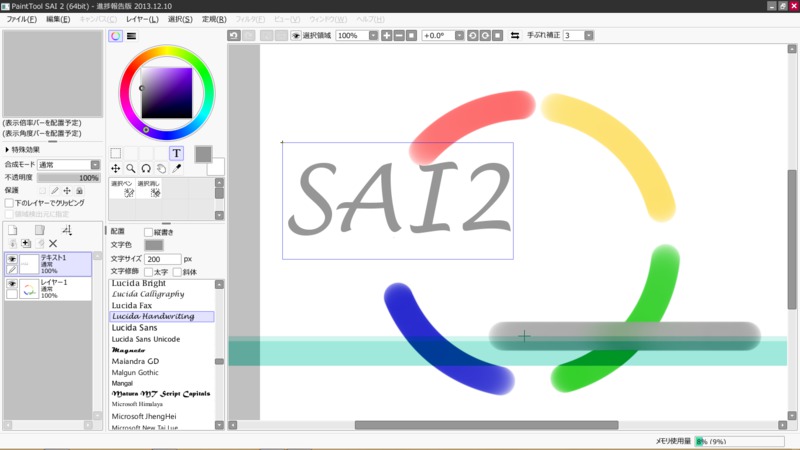 PaintTool SAI 2 (64bit) - 進捗報告版 2013.12.10
ファイル(F) 編集(E) キャンバス(C) レイヤー(L) 選択(S) 定規(R) フィルタ(F) ビュー(V) ウィンドウ(W) ヘルプ(H)
選択領域 100% +0.0° 手ぶれ補正 3
(表示倍率バーを配置予定)
(表示角度バーを配置予定)
特殊効果
合成モード 通常
不透明度 100%
保護
下のレイヤーでクリッピング
領域検出元に指定
テキスト1
通常
100%
レイヤー1
通常
100%
T
選択ペン 選択消し
配置 縦書き
文字色
文字サイズ 200 px
文字修飾 太字 斜体
Lucida Bright
Lucida Calligraphy
Lucida Fax
Lucida Handwriting
Lucida Sans
Lucida Sans Unicode
Magneto
Maiandra GD
Malgun Gothic
Mangal
Matura MT Script Capitals
Microsoft Himalaya
Microsoft JhengHei
Microsoft New Tai Lue
SAI2
メモリ使用量 8% (9%)